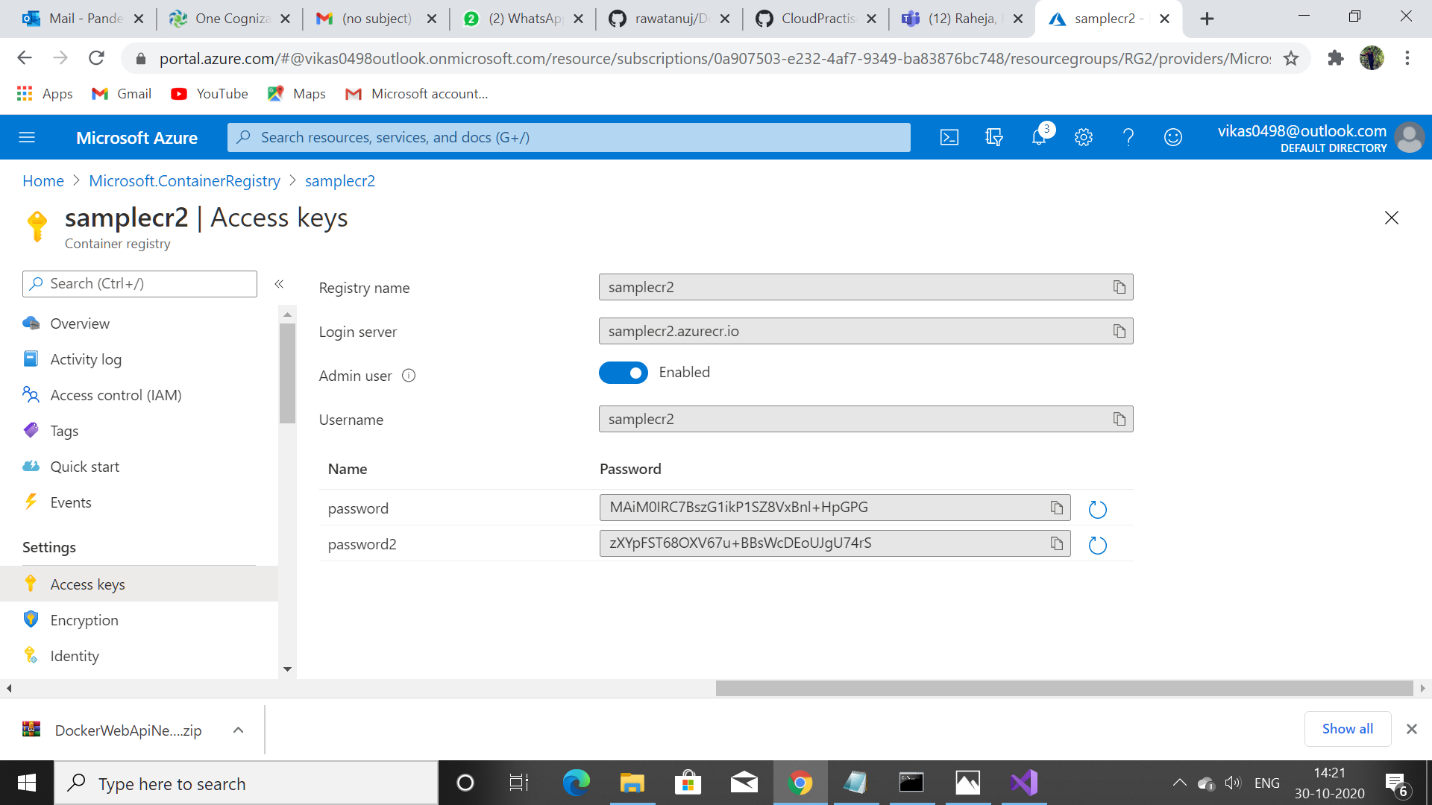 Mail - Pande
One Cogniza
(no subject)
(2) WhatsAp
rawatanuj/D
CloudPractis
(12) Raheja,
samplecr2 -
portal.azure.com/#@vikas0498outlook.onmicrosoft.com/resource/subscriptions/0a907503-e232-4af7-9349-ba83876bc748/resourcegroups/RG2/providers/Micro
Apps Gmail YouTube Maps Microsoft account...
Microsoft Azure
Search resources, services, and docs (G+/)
3
vikas0498@outlook.com
DEFAULT DIRECTORY
Home > Microsoft.ContainerRegistry > samplecr2
samplecr2 | Access keys
Container registry
Search (Ctrl+/)
«
Overview
Activity log
Access control (IAM)
Tags
Quick start
Events
Settings
Access keys
Encryption
Identity
Registry name samplecr2
Login server samplecr2.azurecr.io
Admin user Enabled
Username samplecr2
Name Password
password MAiM0IRC7BszG1ikP1SZ8VxBnl+HpGPG
password2 zXYpFST68OXV67u+BBsWcDEoUJgU74rS
DockerWebApiNe....zip
Show all
Type here to search
ENG
14:21
30-10-2020
6